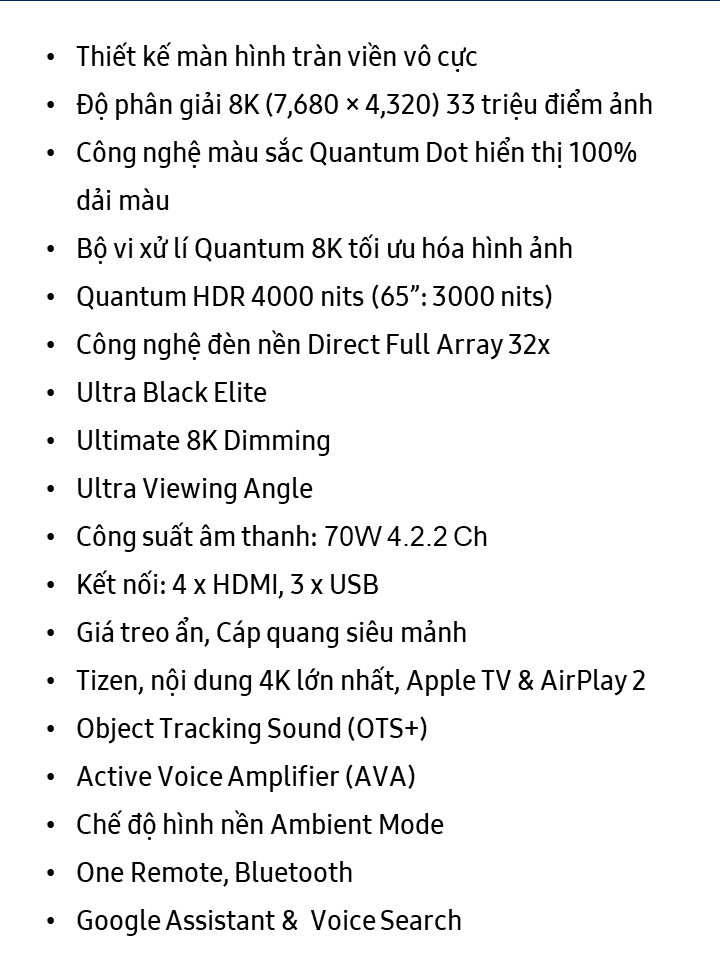 • Thiết kế màn hình tràn viền vô cực
• Độ phân giải 8K (7,680 × 4,320) 33 triệu điểm ảnh
• Công nghệ màu sắc Quantum Dot hiển thị 100%
dải màu
• Bộ vi xử lí Quantum 8K tối ưu hóa hình ảnh
• Quantum HDR 4000 nits (65”: 3000 nits)
• Công nghệ đèn nền Direct Full Array 32x
• Ultra Black Elite
• Ultimate 8K Dimming
• Ultra Viewing Angle
• Công suất âm thanh: 70W 4.2.2 Ch
• Kết nối: 4 x HDMI, 3 x USB
• Giá treo ẩn, Cáp quang siêu mảnh
• Tizen, nội dung 4K lớn nhất, Apple TV & AirPlay 2
• Object Tracking Sound (OTS+)
• Active Voice Amplifier (AVA)
• Chế độ hình nền Ambient Mode
• One Remote, Bluetooth
• Google Assistant & Voice Search